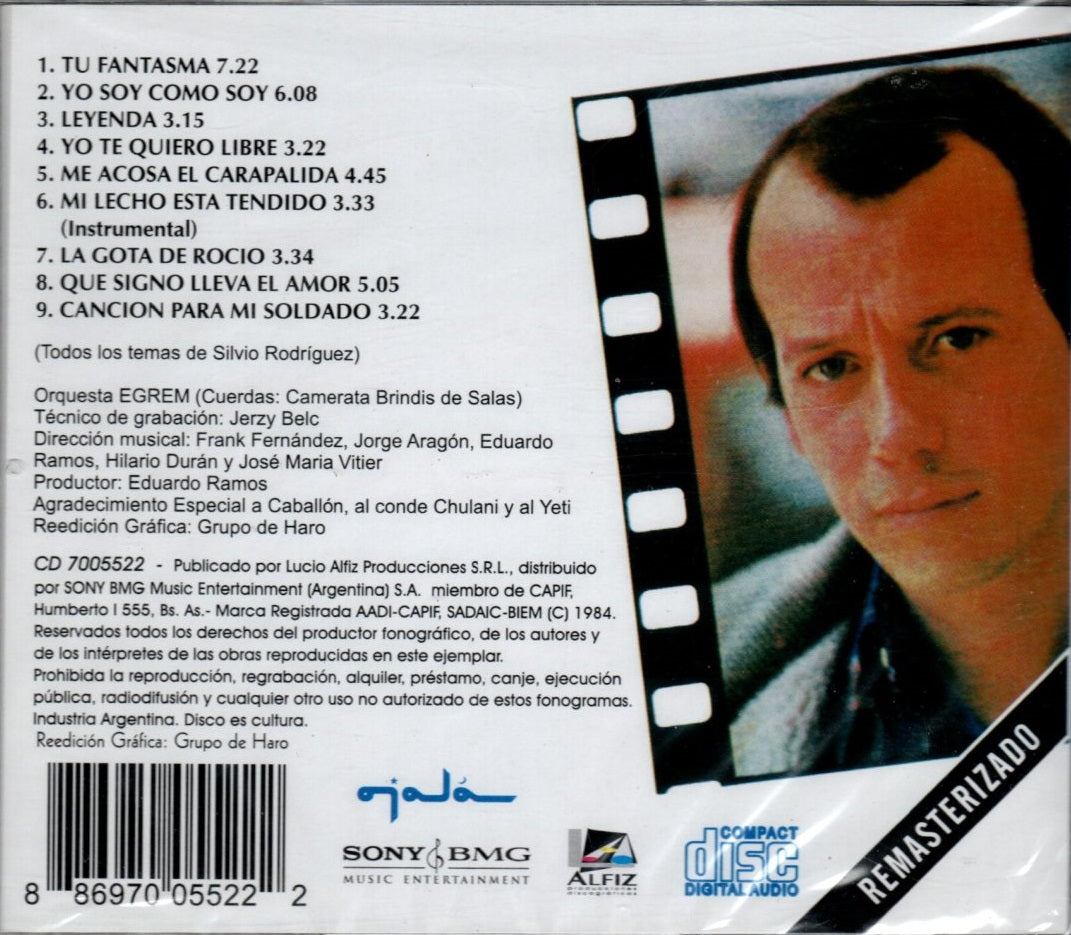 1. TU FANTASMA 7.22
2. YO SOY COMO SOY 6.08
3. LEYENDA 3.15
4. YO TE QUIERO LIBRE 3.22
5. ME ACOSA EL CARAPALIDA 4.45
6. MI LECHO ESTA TENDIDO 3.33
(Instrumental)
7. LA GOTA DE ROCIO 3.34
8. QUE SIGNO LLEVA EL AMOR 5.05
9. CANCION PARA MI SOLDADO 3.22
(Todos los temas de Silvio Rodríguez)
Orquesta EGREM (Cuerdas: Camerata Brindis de Salas)
Técnico de grabación: Jerzy Belc
Dirección musical: Frank Fernández, Jorge Aragón, Eduardo
Ramos, Hilario Durán y José Maria Vitier
Productor: Eduardo Ramos
Agradecimiento Especial a Caballón, al conde Chulani y al Yeti
Reedición Gráfica: Grupo de Haro
CD 7005522 - Publicado por Lucio Alfiz Producciones S.R.L., distribuido
por SONY BMG Music Entertainment (Argentina) S.A. miembro de CAPIF,
Humberto I 555, Bs. As.- Marca Registrada AADI-CAPIF, SADAIC-BIEM (C) 1984.
Reservados todos los derechos del productor fonográfico, de los autores y
de los intérpretes de las obras reproducidas en este ejemplar.
Prohibida la reproducción, regrabación, alquiler, préstamo, canje, ejecución
pública, radiodifusión y cualquier otro uso no autorizado de estos fonogramas.
Industria Argentina. Disco es cultura.
Reedición Gráfica: Grupo de Haro
8 86970 05522 2
ojalá
SONY BMG
MUSIC ENTERTAINMENT
ALFIZ
producciones
discográficas
COMPACT
disc
DIGITAL AUDIO
REMASTERIZADO